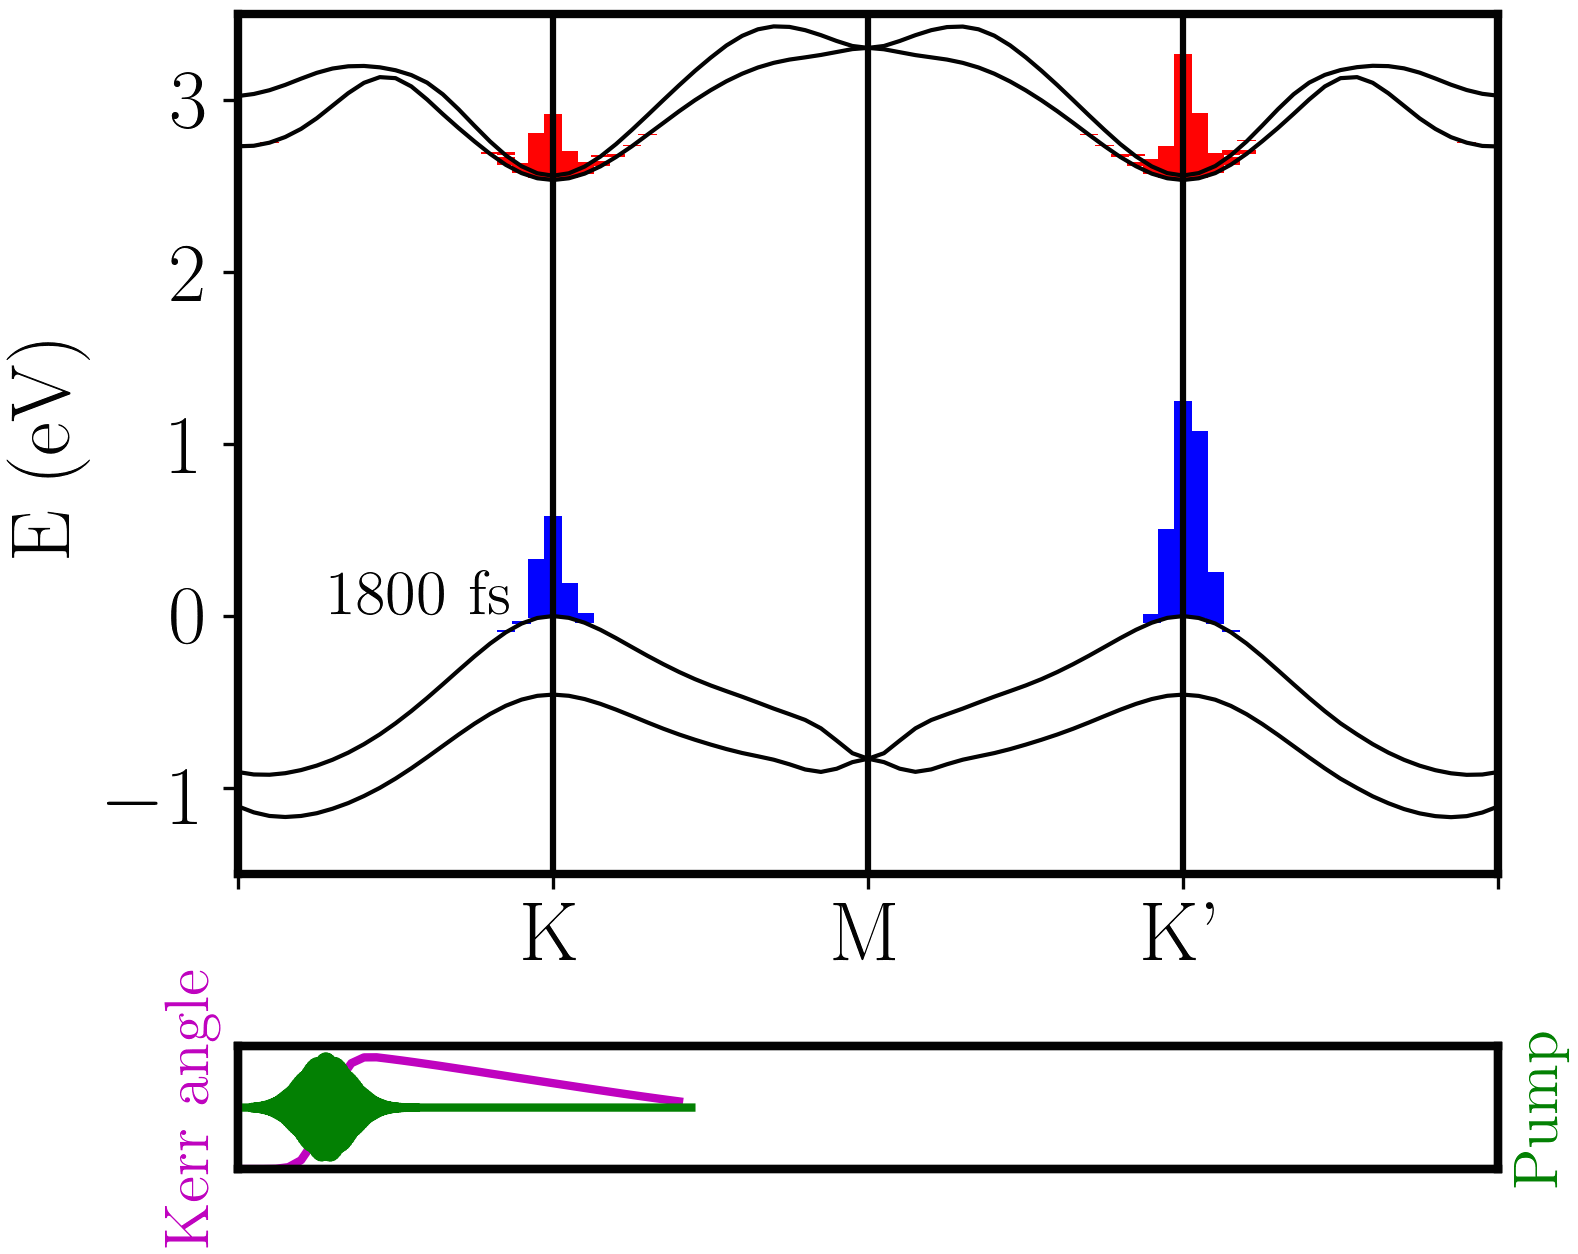 3
2
1
0
−1
E (eV)
1800 fs
K
M
K'
Kerr angle
Pump